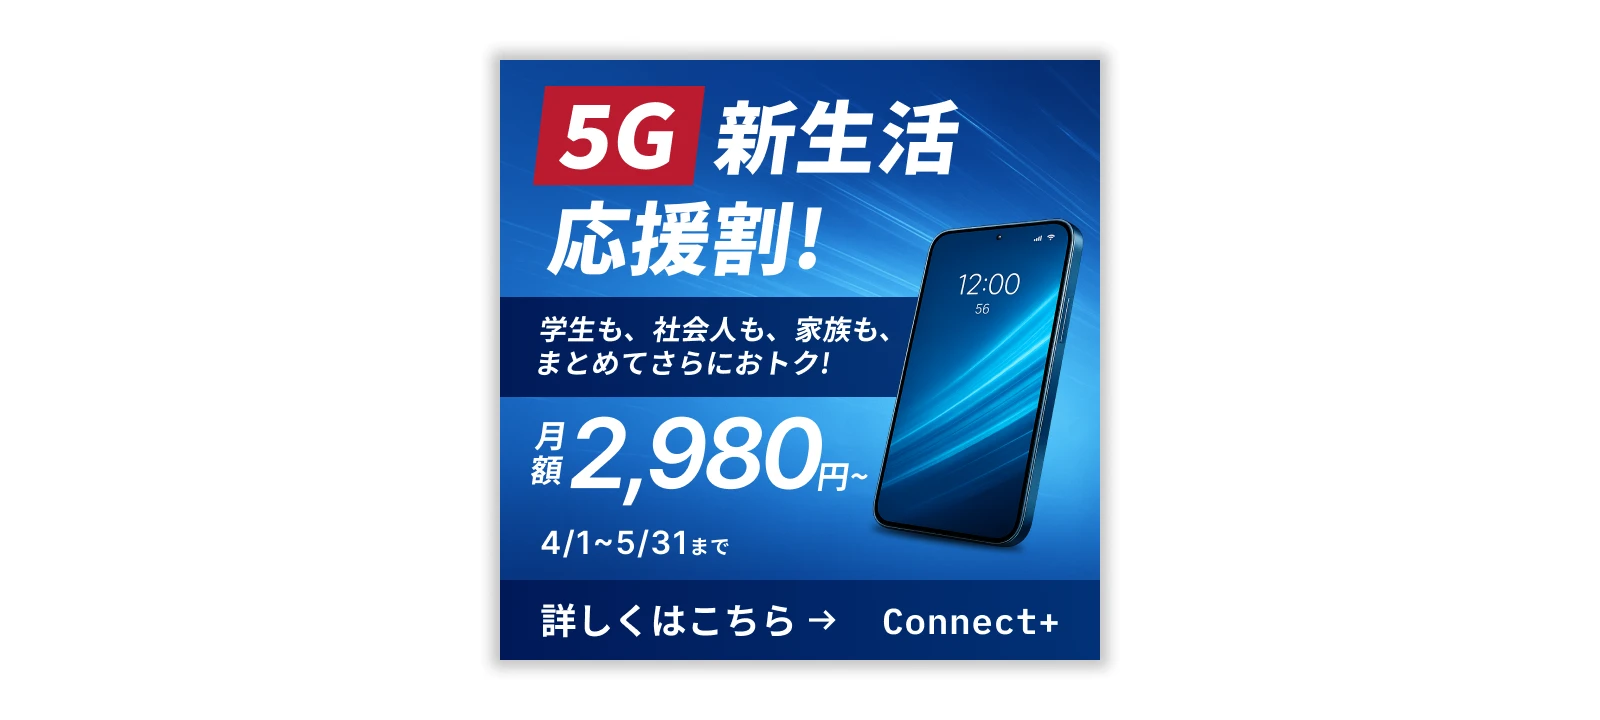 5G 新生活
応援割!
12:00
56
学生も、社会人も、家族も、
まとめてさらにおトク!
月額2,980円~
4/1~5/31まで
詳しくはこちら → Connect+